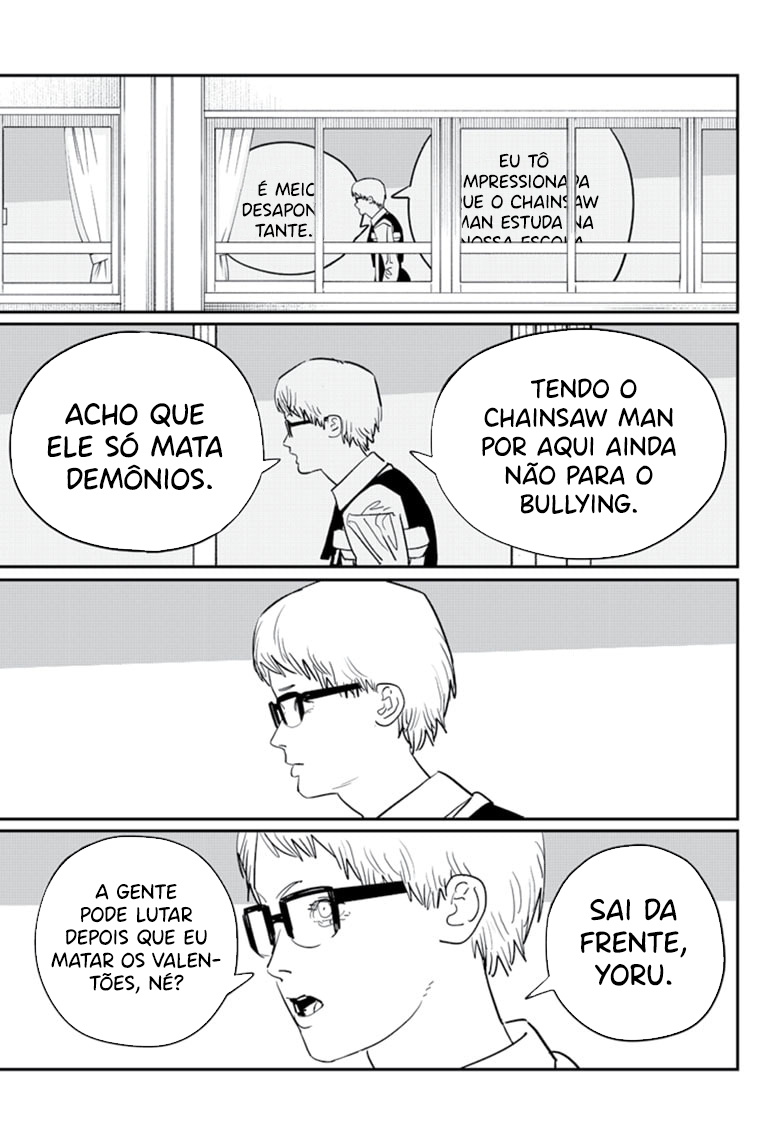 EU TÔ
IMPRESSIONADA
QUE O CHAINSAW
MAN ESTUDA NA
NOSSA ESCOLA
É MEIO
DESAPON-
TANTE.
TENDO O
CHAINSAW MAN
POR AQUI AINDA
NÃO PARA O
BULLYING.
ACHO QUE
ELE SÓ MATA
DEMÔNIOS.
SAI DA
FRENTE,
YORU.
A GENTE
PODE LUTAR
DEPOIS QUE EU
MATAR OS VALEN-
TÕES, NÉ?